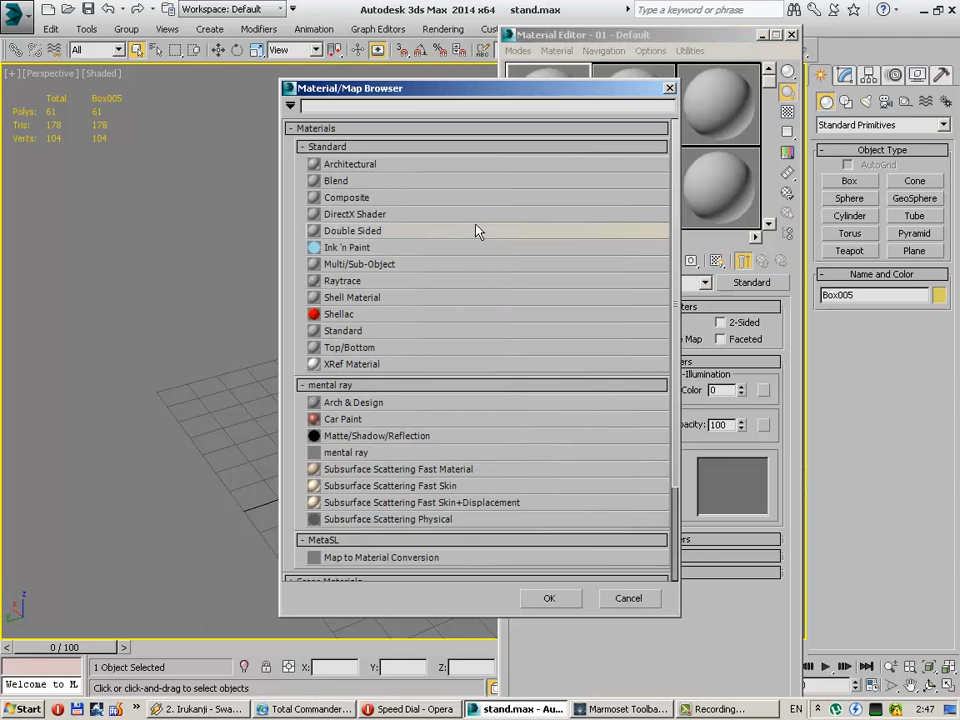 Workspace: Default
Autodesk 3ds Max 2014 x64
stand.max
Type a keyword or phrase
Edit Tools Group Views Create Modifiers Animation Graph Editors Rendering
Material Editor - 01 - Default
Modes Material Navigation Options Utilities
All
View
[+] [Perspective] [Shaded]
Total Box005
Polys: 61 61
Tris: 178 178
Verts: 104 104
Material/Map Browser
- Materials
- Standard
Architectural
Blend
Composite
DirectX Shader
Double Sided
Ink 'n Paint
Multi/Sub-Object
Raytrace
Shell Material
Shellac
Standard
Top/Bottom
XRef Material
- mental ray
Arch & Design
Car Paint
Matte/Shadow/Reflection
mental ray
Subsurface Scattering Fast Material
Subsurface Scattering Fast Skin
Subsurface Scattering Fast Skin+Displacement
Subsurface Scattering Physical
- MetaSL
Map to Material Conversion
OK Cancel
Standard
2-Sided
Map
Faceted
-Illumination
Color 0
100
Standard Primitives
- Object Type
AutoGrid
Box Cone
Sphere GeoSphere
Cylinder Tube
Torus Pyramid
Teapot Plane
- Name and Color
Box005
0 / 100
1 Object Selected
X: Y: Z:
Welcome to M
Click or click-and-drag to select objects
Start
2. Irukanji - Swa...
Total Commander...
Speed Dial - Opera
stand.max - Au...
Marmoset Toolba...
Recording...
EN
2:47